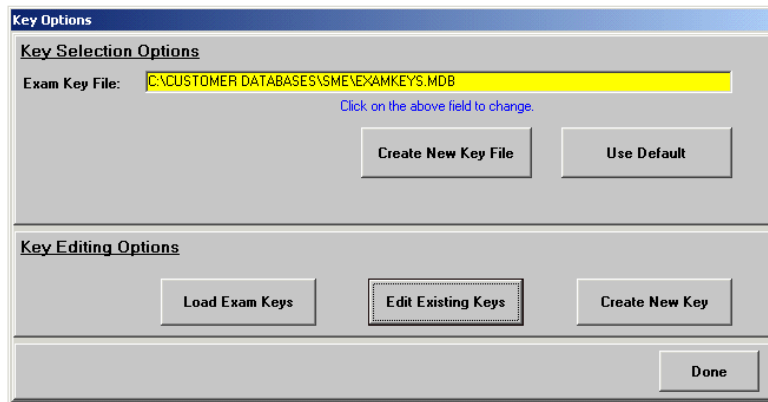 Key Options
Key Selection Options
Exam Key File: C:\CUSTOMER DATABASES\SME\EXAMKEYS.MDB
Click on the above field to change.
Create New Key File Use Default
Key Editing Options
Load Exam Keys Edit Existing Keys Create New Key
Done